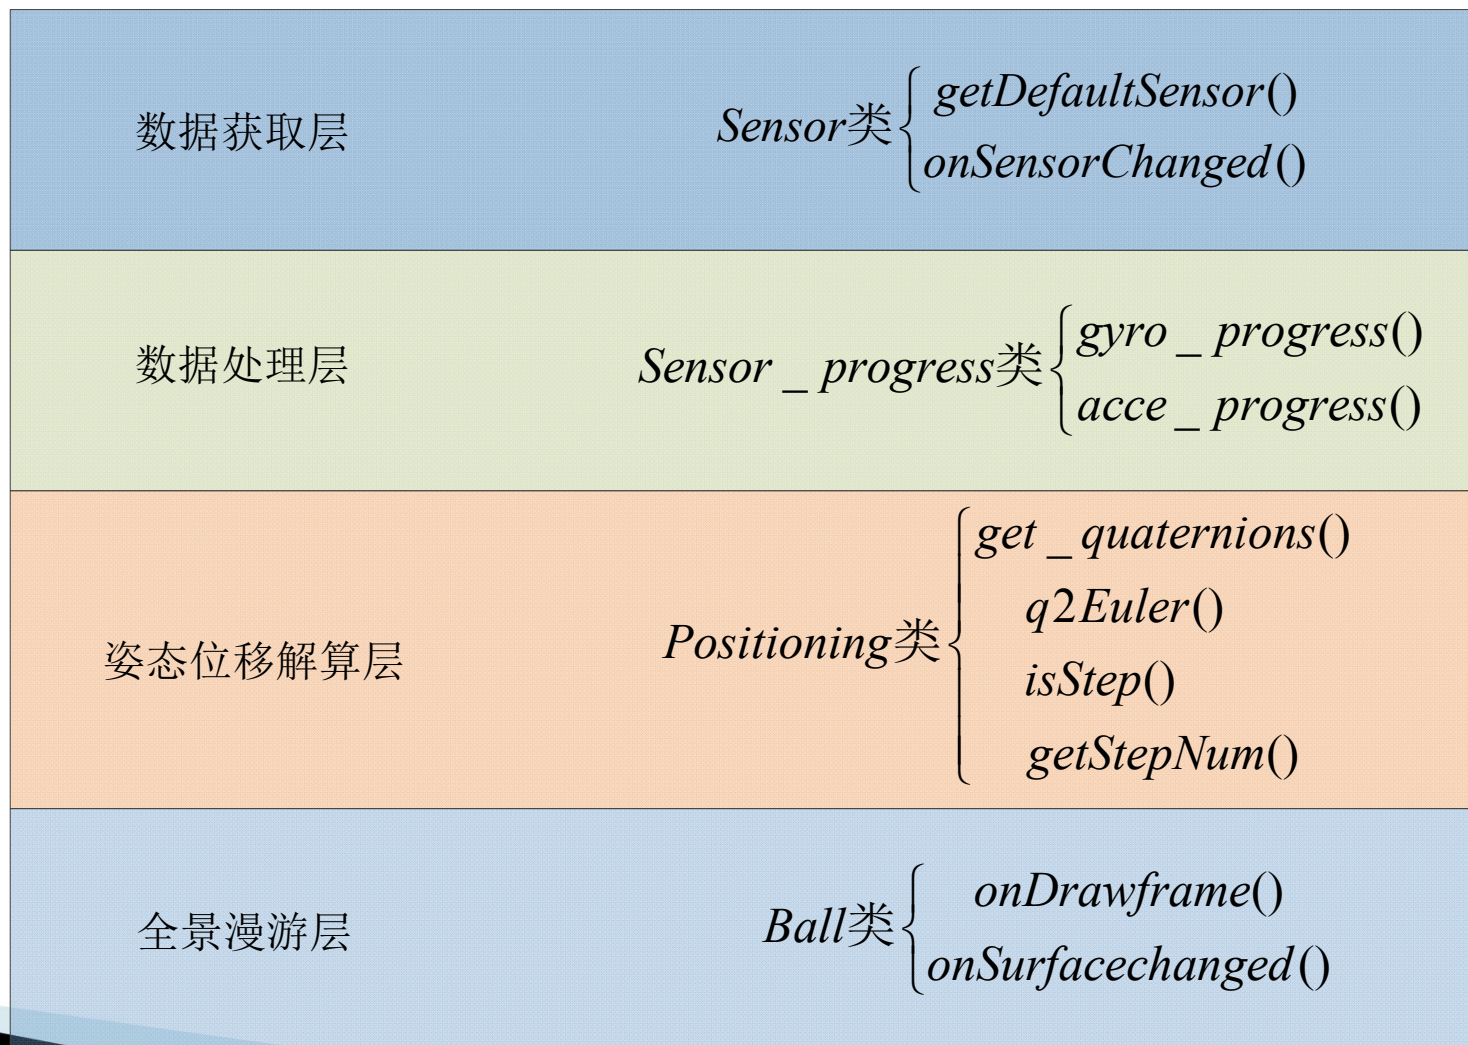 数据获取层
Sensor类
getDefaultSensor()
onSensorChanged()
数据处理层
Sensor_progress类
gyro_progress()
acce_progress()
姿态位移解算层
Positioning类
get_quaternions()
q2Euler()
isStep()
getStepNum()
全景漫游层
Ball类
onDrawframe()
onSurfacechanged()